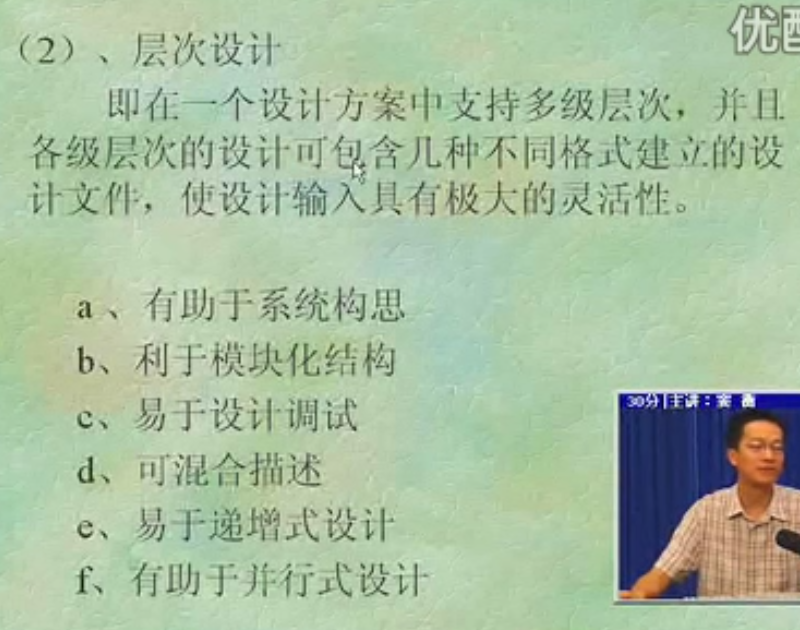 (2)、层次设计
即在一个设计方案中支持多级层次，并且
各级层次的设计可包含几种不同格式建立的设
计文件，使设计输入具有极大的灵活性。
a、有助于系统构思
b、利于模块化结构
c、易于设计调试
d、可混合描述
e、易于递增式设计
f、有助于并行式设计
优酷
30分|主讲：窦 衡